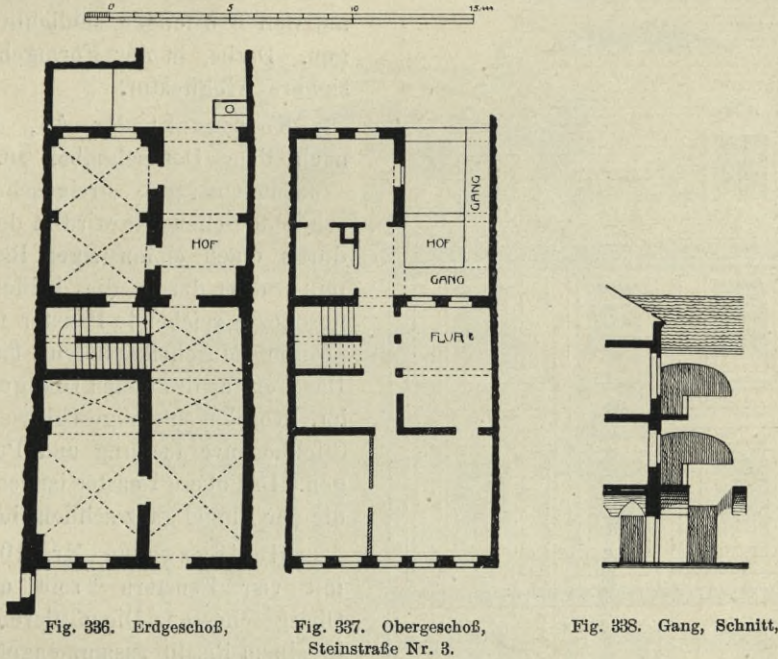 0 5 10 15 m
HOF
GANG
HOF
GANG
FLUR
Fig. 336. Erdgeschoß,
Fig. 337. Obergeschoß,
Steinstraße Nr. 3.
Fig. 338. Gang, Schnitt,